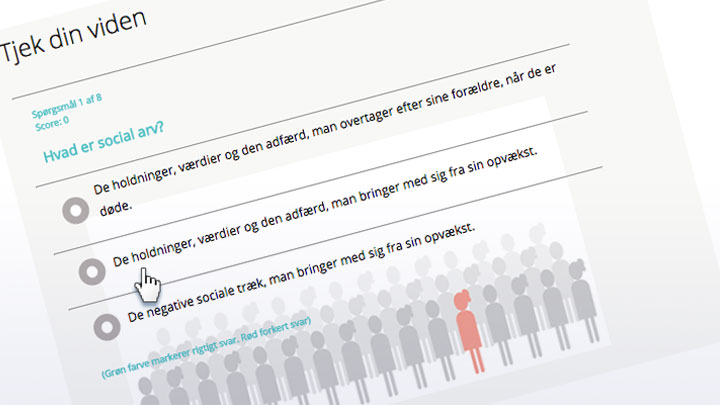 Tjek din viden
Spørgsmål 1 af 8
Score: 0
Hvad er social arv?
De holdninger, værdier og den adfærd, man overtager efter sine forældre, når de er
døde.
De holdninger, værdier og den adfærd, man bringer med sig fra sin opvækst.
De negative sociale træk, man bringer med sig fra sin opvækst.
(Grøn farve markerer rigtigt svar, Rød forkert svar)